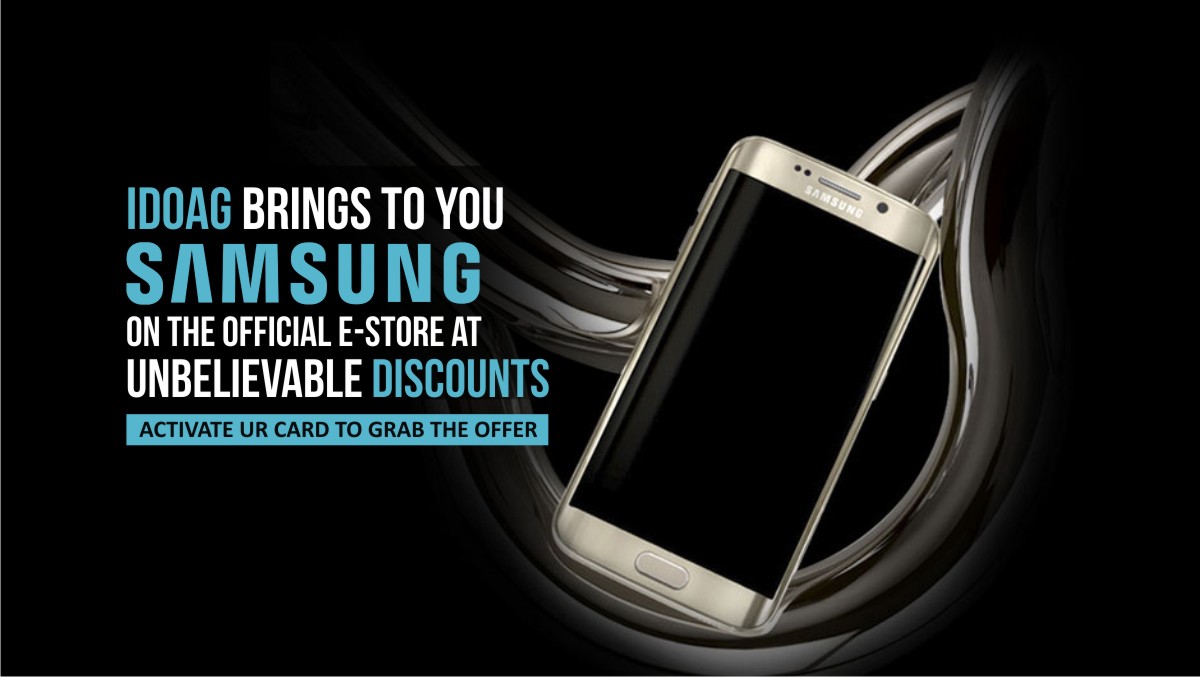 IDOAG BRINGS TO YOU
SAMSUNG
ON THE OFFICIAL E-STORE AT
UNBELIEVABLE DISCOUNTS
ACTIVATE UR CARD TO GRAB THE OFFER
SAMSUNG